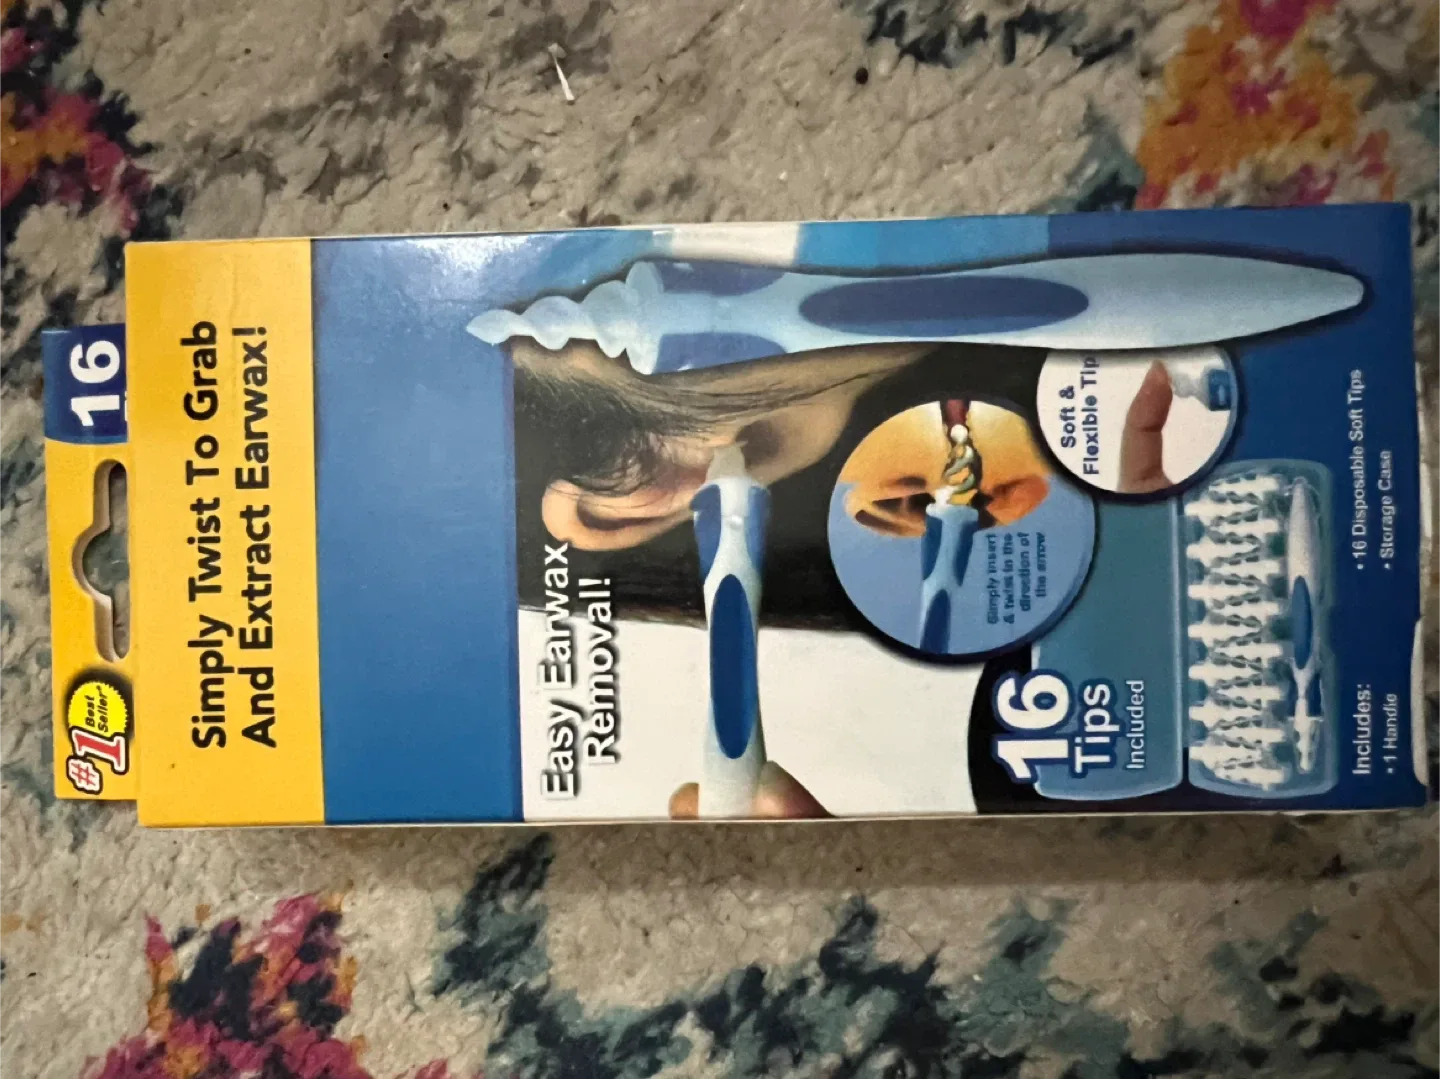 #1
Best
Seller
16
Simply Twist To Grab
And Extract Earwax!
Easy Earwax
Removal!
Simply insert
& twist in the
direction of
the arrow
Soft &
Flexible Tip
16
Tips
Included
Includes:
• 1 Handle
• 16 Disposable Soft Tips
• Storage Case